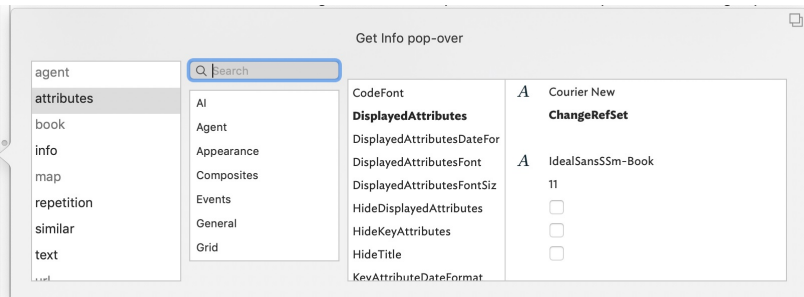 Get Info pop-over
agent
attributes
book
info
map
repetition
similar
text
url
Search
AI
Agent
Appearance
Composites
Events
General
Grid
CodeFont A Courier New
DisplayedAttributes ChangeRefSet
DisplayedAttributesDateFor
DisplayedAttributesFont A IdealSansSSm-Book
DisplayedAttributesFontSiz 11
HideDisplayedAttributes
HideKeyAttributes
HideTitle
KeyAttributeDateFormat